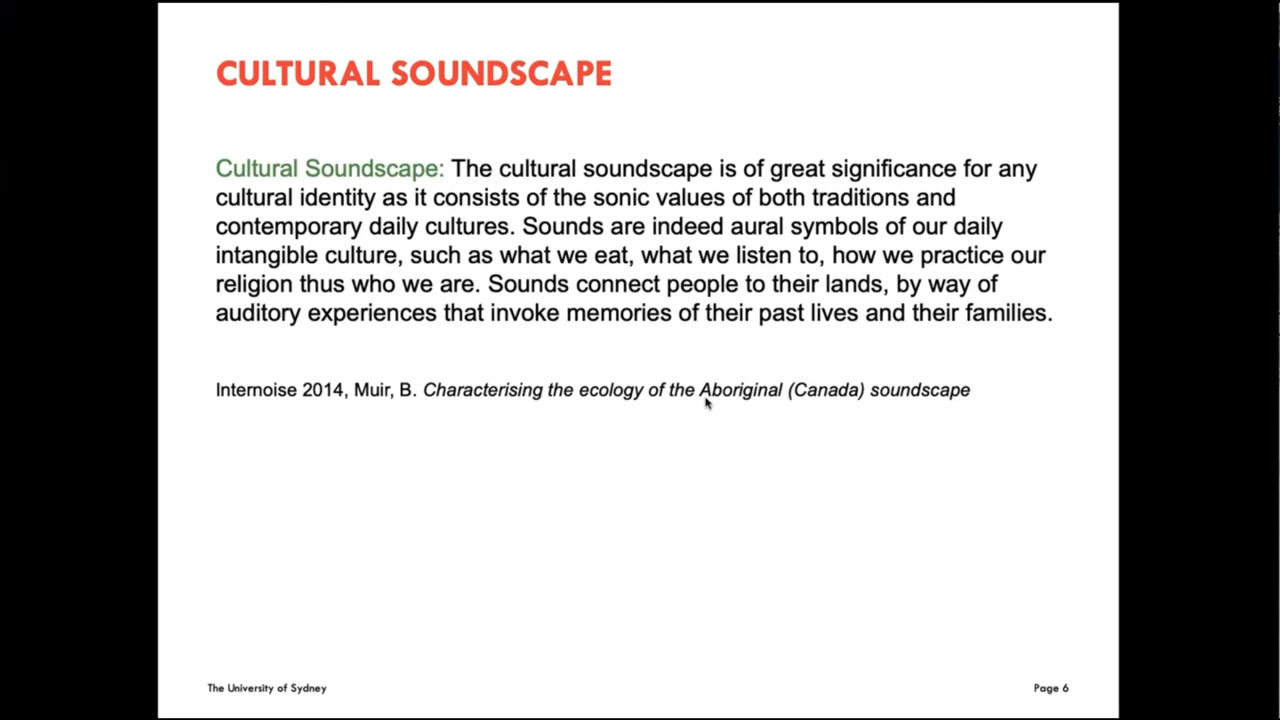 CULTURAL SOUNDSCAPE
Cultural Soundscape: The cultural soundscape is of great significance for any
cultural identity as it consists of the sonic values of both traditions and
contemporary daily cultures. Sounds are indeed aural symbols of our daily
intangible culture, such as what we eat, what we listen to, how we practice our
religion thus who we are. Sounds connect people to their lands, by way of
auditory experiences that invoke memories of their past lives and their families.
Internoise 2014, Muir, B. Characterising the ecology of the Aboriginal (Canada) soundscape
The University of Sydney
Page 6